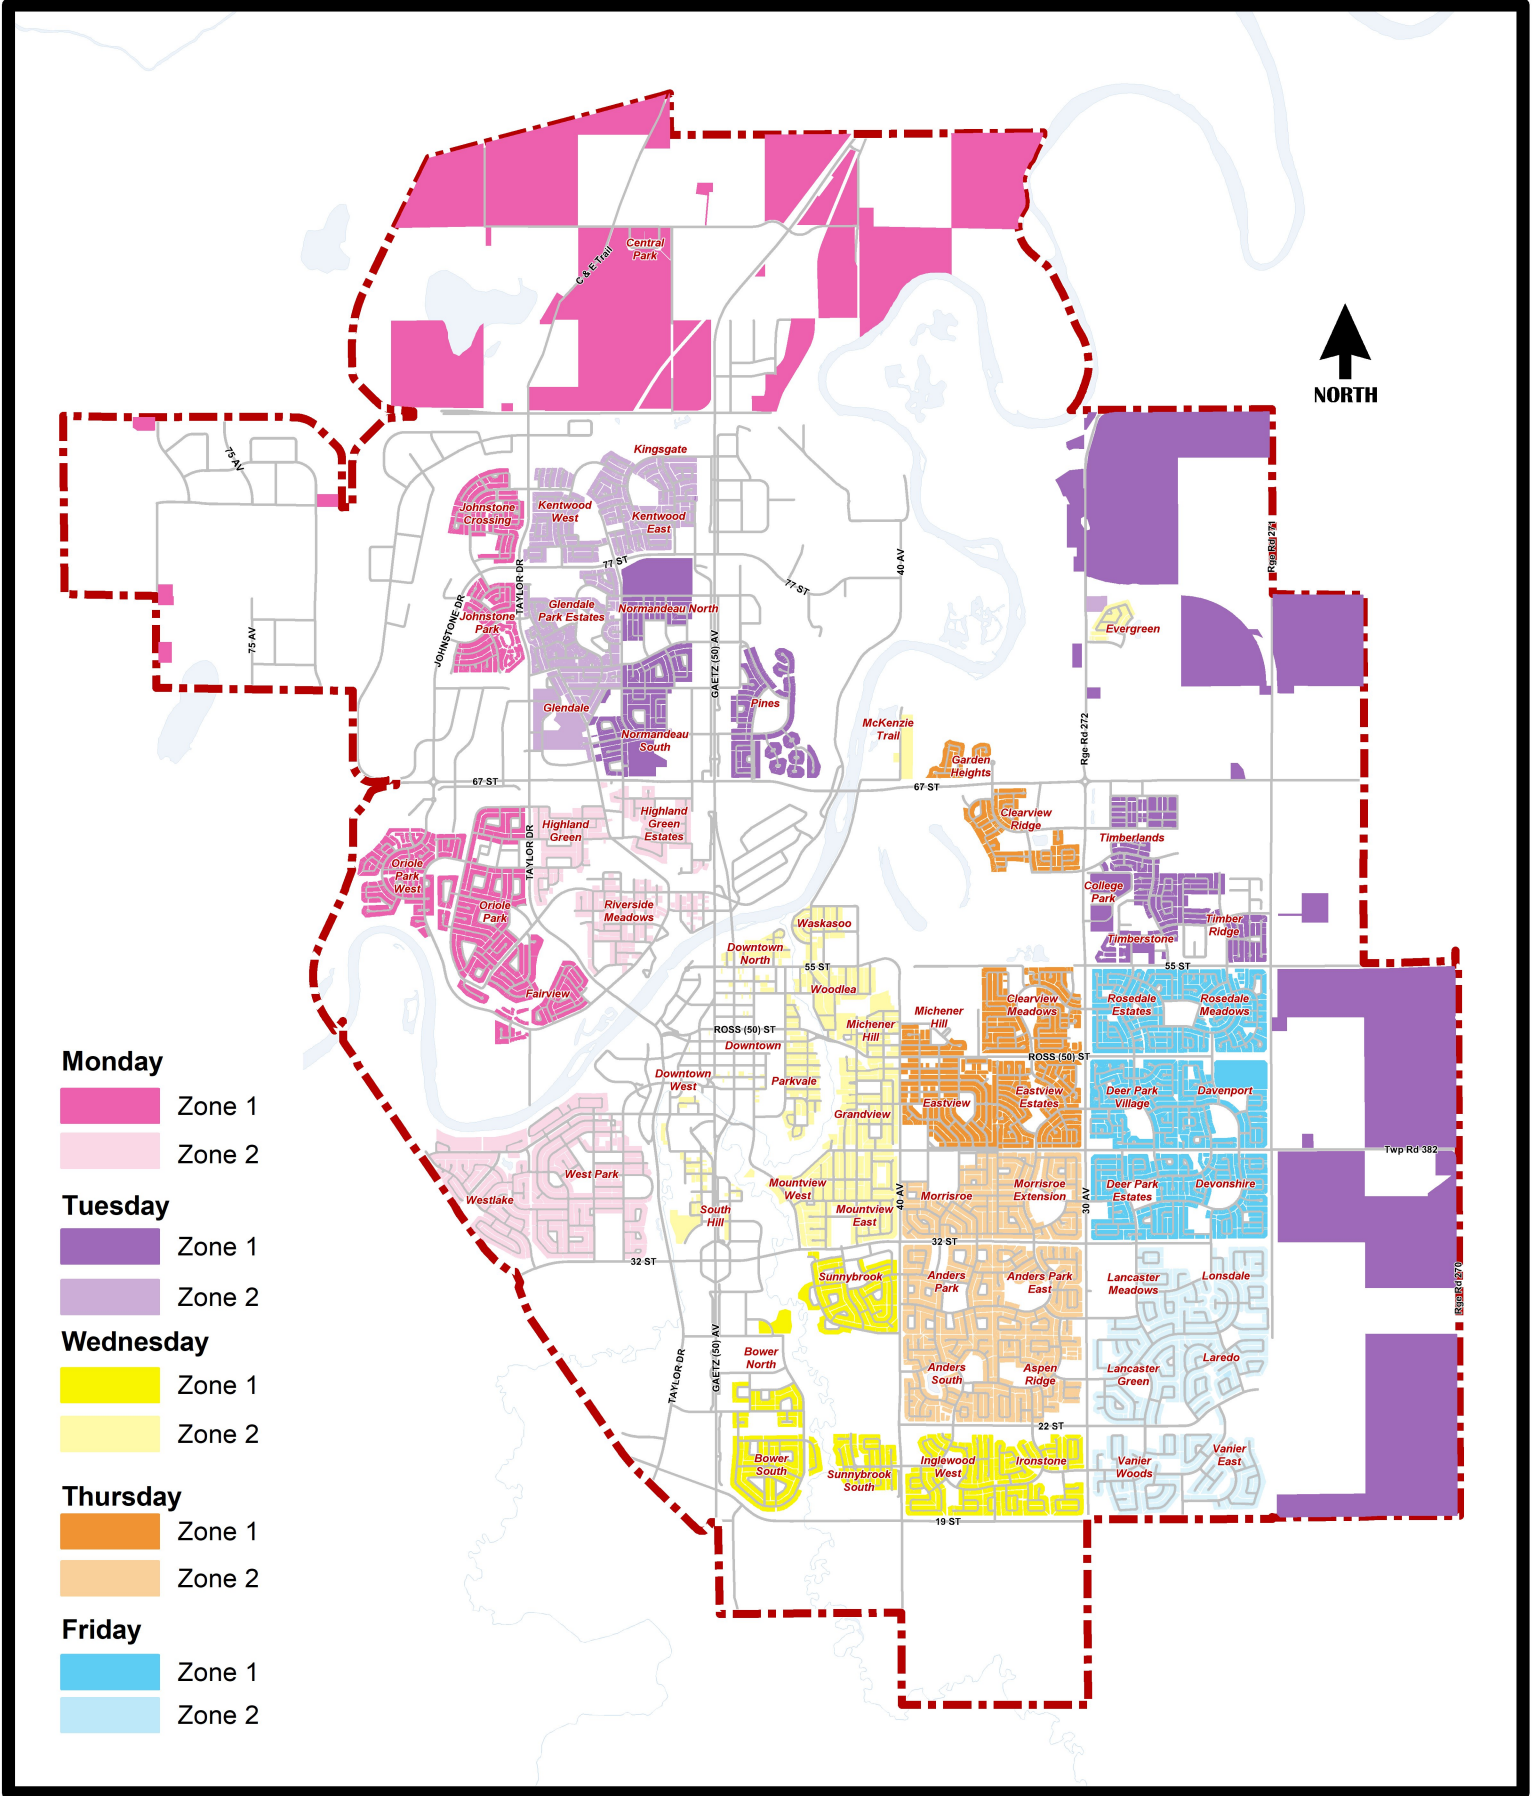 Central
Park
C & E Trail
NORTH
75 AV
Kingsgate
Johnstone
Crossing
Kentwood
West
Kentwood
East
77 ST
77 ST
40 AV
Rge Rd 271
TAYLOR DR
JOHNSTONE DR
Johnstone
Park
Glendale
Park Estates
Normandeau North
Evergreen
75 AV
GAETZ (50) AV
Glendale
Normandeau
South
Pines
McKenzie
Trail
Garden
Heights
Rge Rd 272
67 ST
67 ST
Highland
Green
Highland
Green
Estates
TAYLOR DR
Clearview
Ridge
Timberlands
Oriole
Park
West
Oriole
Park
Riverside
Meadows
College
Park
Timber
Ridge
Timberstone
Waskasoo
Downtown
North
55 ST
55 ST
Woodlea
Fairview
Clearview
Meadows
Rosedale
Estates
Rosedale
Meadows
Michener
Hill
Michener
Hill
ROSS (50) ST
Downtown
ROSS (50) ST
Downtown
West
Parkvale
Grandview
Eastview
Eastview
Estates
Deer Park
Village
Davenport
Twp Rd 382
West Park
Westlake
Mountview
West
Mountview
East
South
Hill
40 AV
Morrisroe
Morrisroe
Extension
30 AV
Deer Park
Estates
Devonshire
32 ST
32 ST
Sunnybrook
Anders
Park
Anders Park
East
Lancaster
Meadows
Lonsdale
Rge Rd 270
TAYLOR DR
GAETZ (50) AV
Bower
North
Anders
South
Aspen
Ridge
Lancaster
Green
Laredo
22 ST
Bower
South
Sunnybrook
South
Inglewood
West
Ironstone
Vanier
Woods
Vanier
East
19 ST
Monday
Zone 1
Zone 2
Tuesday
Zone 1
Zone 2
Wednesday
Zone 1
Zone 2
Thursday
Zone 1
Zone 2
Friday
Zone 1
Zone 2